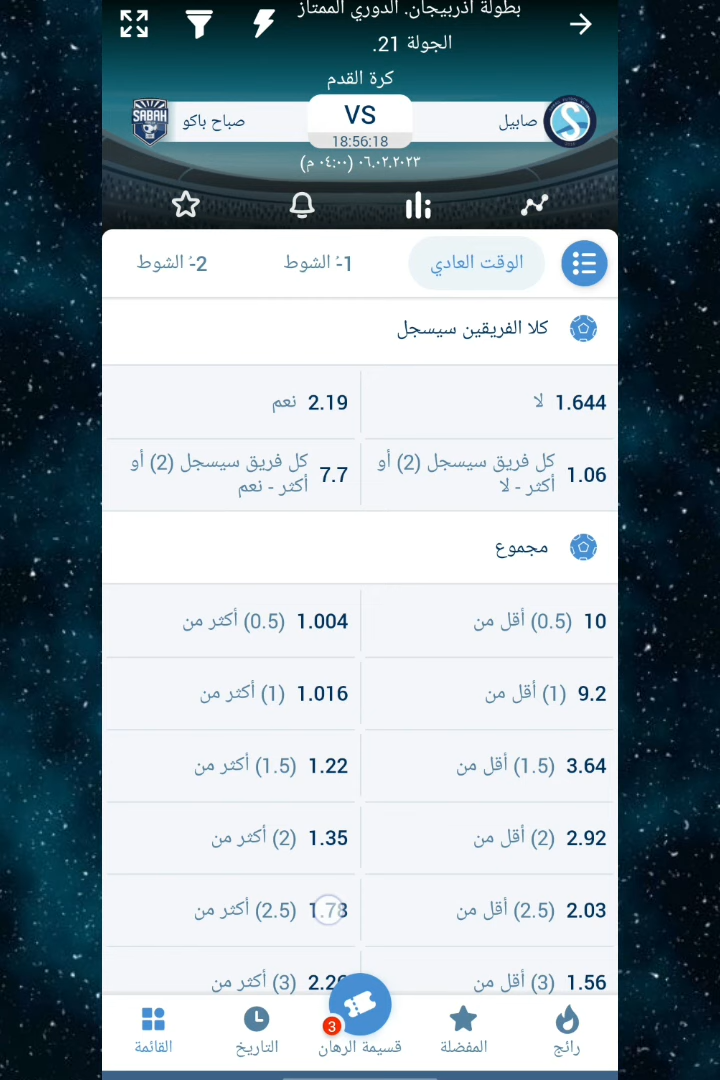 بطولة أذربيجان. الدوري الممتاز
الجولة 21.
كرة القدم
صابيل
VS
صباح باكو
SABAH
18:56:18
٠٦.٠٢.٢٠٢٣ (٠٤:٠٠ م)
الوقت العادي
1-ُ الشوط
2-ُ الشوط
كلا الفريقين سيسجل
1.644 لا
2.19 نعم
1.06 كل فريق سيسجل (2) أو أكثر - لا
7.7 كل فريق سيسجل (2) أو أكثر - نعم
مجموع
10 (0.5) أقل من
1.004 (0.5) أكثر من
9.2 (1) أقل من
1.016 (1) أكثر من
3.64 (1.5) أقل من
1.22 (1.5) أكثر من
2.92 (2) أقل من
1.35 (2) أكثر من
2.03 (2.5) أقل من
1.78 (2.5) أكثر من
1.56 (3) أقل من
(3) أكثر من
رائج
المفضلة
3
قسيمة الرهان
التاريخ
القائمة